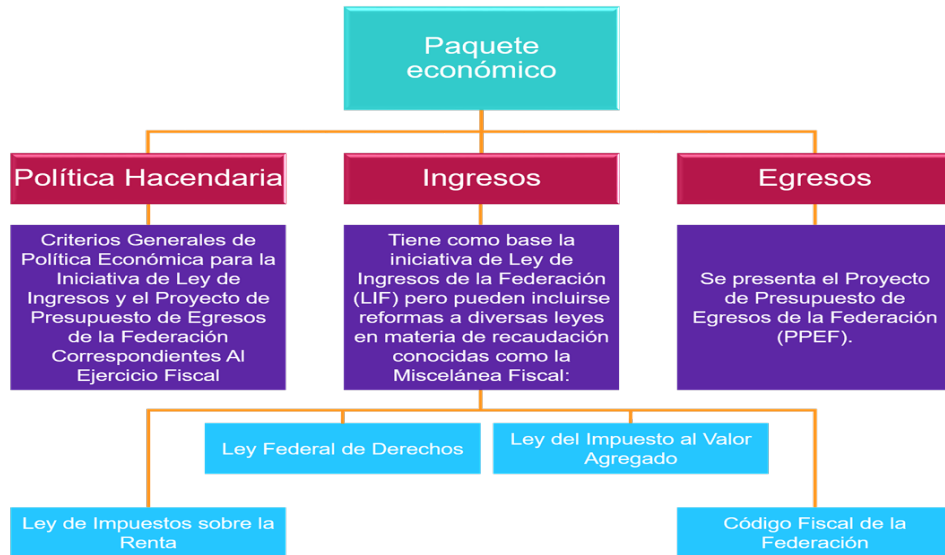 Paquete
económico
Política Hacendaria
Ingresos
Egresos
Criterios Generales de
Política Económica para la
Iniciativa de Ley de
Ingresos y el Proyecto de
Presupuesto de Egresos
de la Federación
Correspondientes Al
Ejercicio Fiscal
Tiene como base la
iniciativa de Ley de
Ingresos de la Federación
(LIF) pero pueden incluirse
reformas a diversas leyes
en materia de recaudación
conocidas como la
Miscelánea Fiscal:
Se presenta el Proyecto
de Presupuesto de
Egresos de la Federación
(PPEF).
Ley Federal de Derechos
Ley del Impuesto al Valor
Agregado
Ley de Impuestos sobre la
Renta
Código Fiscal de la
Federación